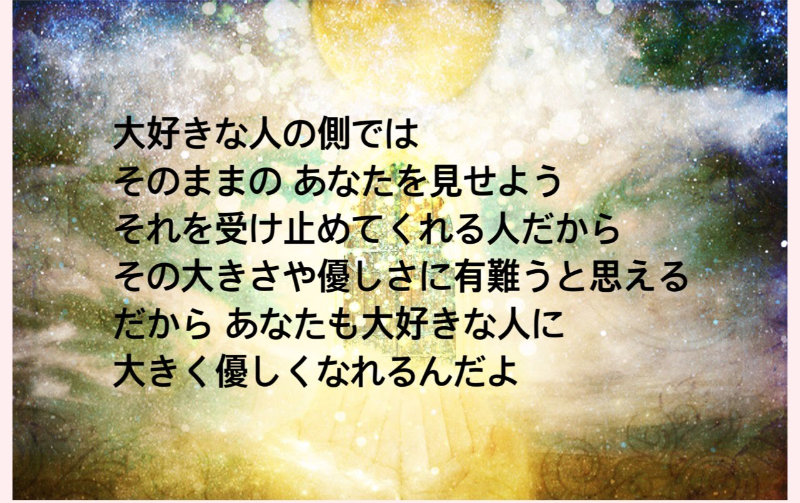 大好きな人の側では
そのままの あなたを見せよう
それを受け止めてくれる人だから
その大きさや優しさに有難うと思える
だから あなたも大好きな人に
大きく優しくなれるんだよ